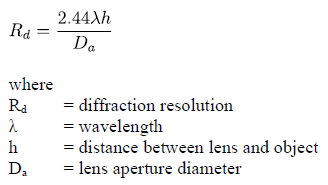 R_d = 2.44λh / D_a
where
R_d = diffraction resolution
λ = wavelength
h = distance between lens and object
D_a = lens aperture diameter